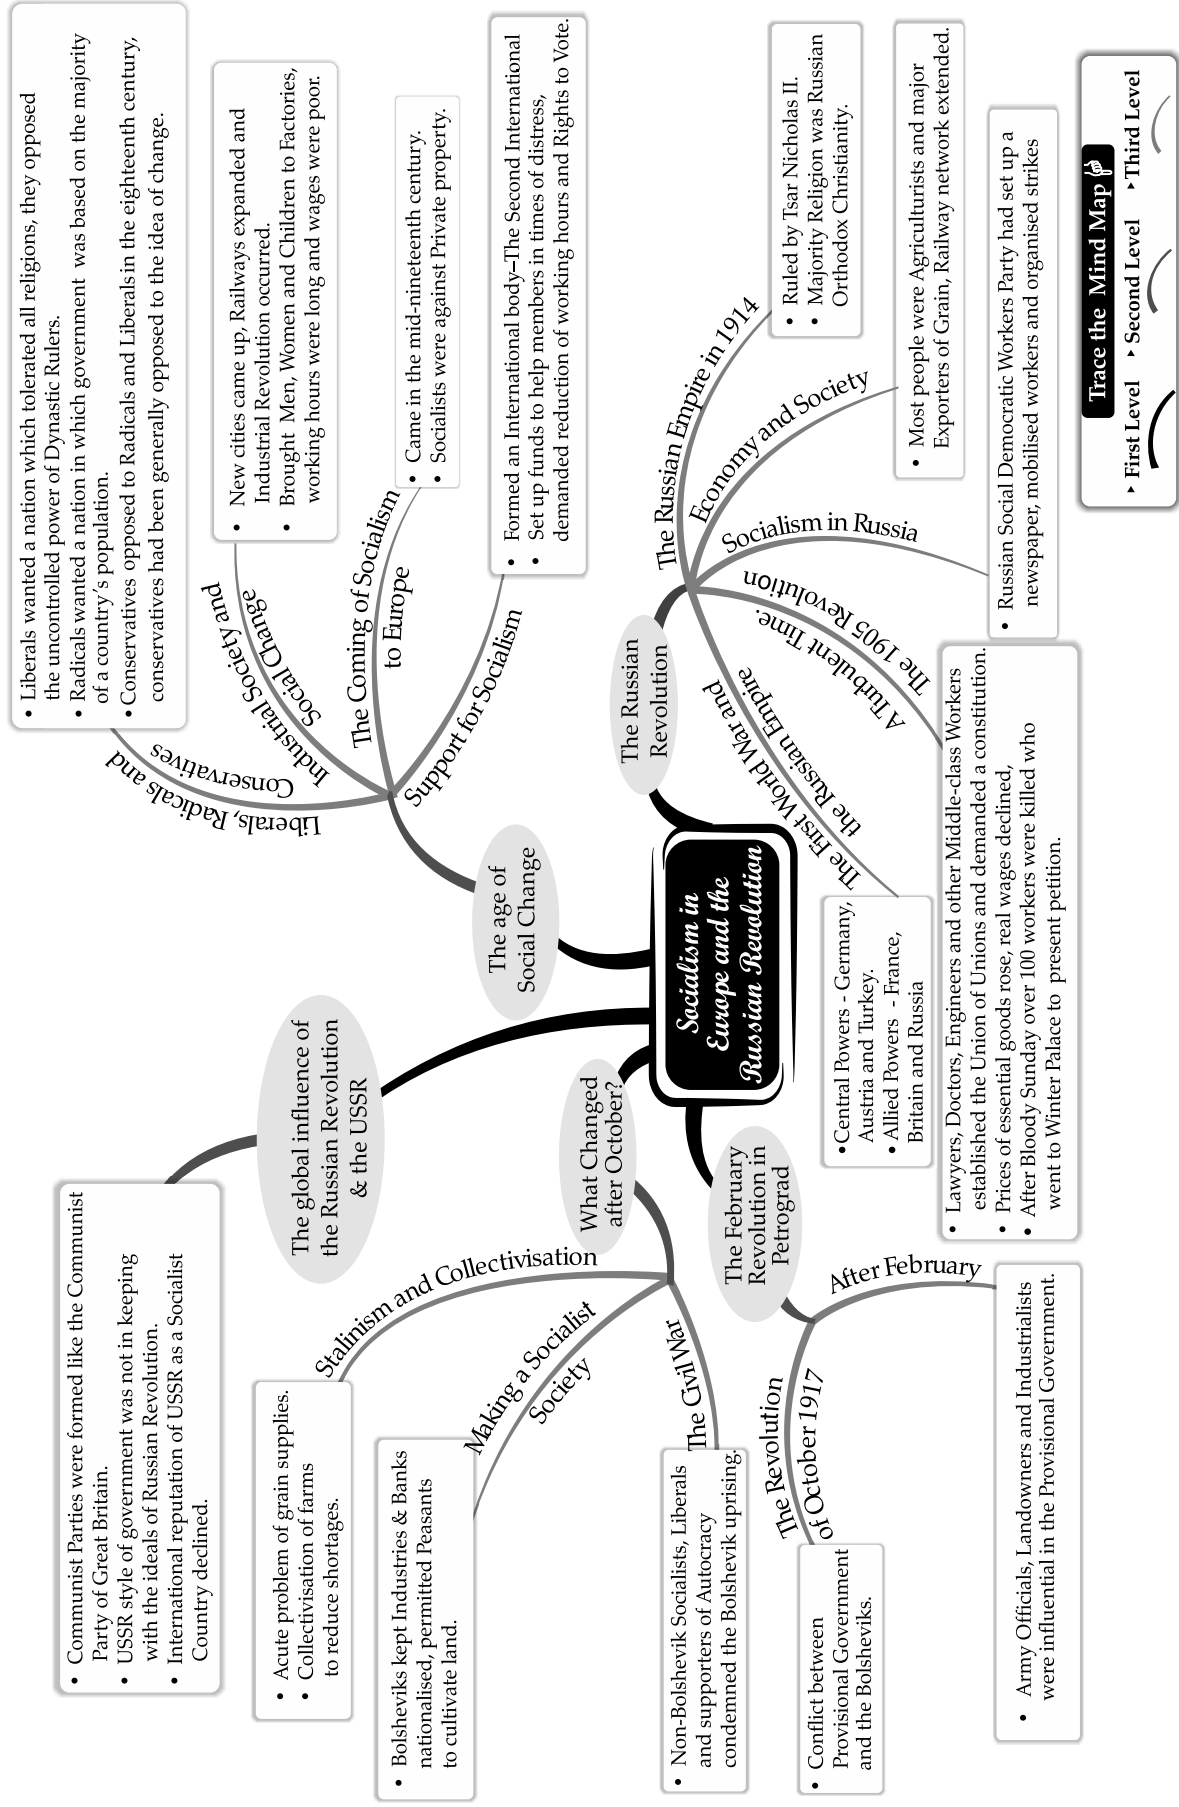 Socialism in
Europe and the
Russian Revolution
The age of
Social Change
Liberals, Radicals and
Conservatives
• Liberals wanted a nation which tolerated all religions, they opposed
the uncontrolled power of Dynastic Rulers.
• Radicals wanted a nation in which government was based on the majority
of a country's population.
• Conservatives opposed to Radicals and Liberals in the eighteenth century,
conservatives had been generally opposed to the idea of change.
Industrial Society and
Social Change
• New cities came up, Railways expanded and
Industrial Revolution occurred.
• Brought Men, Women and Children to Factories,
working hours were long and wages were poor.
The Coming of Socialism
to Europe
• Came in the mid-nineteenth century.
• Socialists were against Private property.
Support for Socialism
• Formed an International body–The Second International
• Set up funds to help members in times of distress,
demanded reduction of working hours and Rights to Vote.
The Russian
Revolution
The Russian Empire in 1914
• Ruled by Tsar Nicholas II.
• Majority Religion was Russian
Orthodox Christianity.
Economy and Society
• Most people were Agriculturists and major
Exporters of Grain, Railway network extended.
Socialism in Russia
• Russian Social Democratic Workers Party had set up a
newspaper, mobilised workers and organised strikes
A Turbulent Time:
The 1905 Revolution
• Lawyers, Doctors, Engineers and other Middle-class Workers
established the Union of Unions and demanded a constitution.
• Prices of essential goods rose, real wages declined,
• After Bloody Sunday over 100 workers were killed who
went to Winter Palace to present petition.
The First World War and
the Russian Empire
• Central Powers - Germany,
Austria and Turkey.
• Allied Powers - France,
Britain and Russia
The February
Revolution in
Petrograd
After February
• Army Officials, Landowners and Industrialists
were influential in the Provisional Government.
The Revolution
of October 1917
• Conflict between
Provisional Government
and the Bolsheviks.
What Changed
after October?
The Civil War
• Non-Bolshevik Socialists, Liberals
and supporters of Autocracy
condemned the Bolshevik uprising.
Making a Socialist
Society
• Bolsheviks kept Industries & Banks
nationalised, permitted Peasants
to cultivate land.
Stalinism and Collectivisation
• Acute problem of grain supplies.
• Collectivisation of farms
to reduce shortages.
The global influence of
the Russian Revolution
& the USSR
• Communist Parties were formed like the Communist
Party of Great Britain.
• USSR style of government was not in keeping
with the ideals of Russian Revolution.
• International reputation of USSR as a Socialist
Country declined.
Trace the Mind Map
▸ First Level ▸ Second Level ▸ Third Level